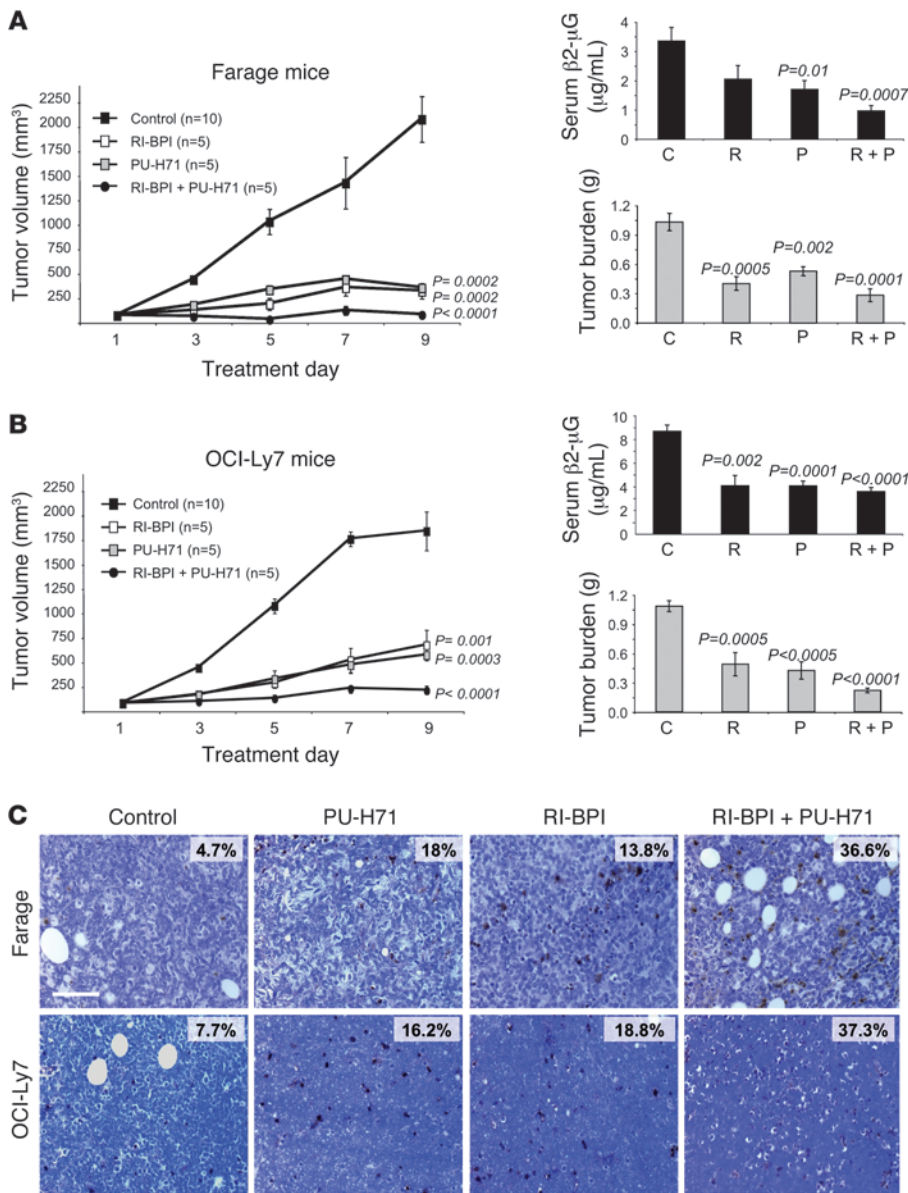 A
Farage mice
Tumor volume (mm³)
2250
2000
1750
1500
1250
1000
750
500
250
Control (n=10)
RI-BPI (n=5)
PU-H71 (n=5)
RI-BPI + PU-H71 (n=5)
P= 0.0002
P= 0.0002
P< 0.0001
1 3 5 7 9
Treatment day
Serum β2-μG
(μg/mL)
4
3
2
1
0
P=0.01
P=0.0007
C R P R + P
Tumor burden (g)
1.2
0.9
0.6
0.3
0.0
P=0.0005
P=0.002
P=0.0001
C R P R + P
B
OCI-Ly7 mice
Tumor volume (mm³)
2250
2000
1750
1500
1250
1000
750
500
250
Control (n=10)
RI-BPI (n=5)
PU-H71 (n=5)
RI-BPI + PU-H71 (n=5)
P= 0.001
P= 0.0003
P< 0.0001
1 3 5 7 9
Treatment day
Serum β2-μG
(μg/mL)
10
8
6
4
2
0
P=0.002
P=0.0001
P<0.0001
C R P R + P
Tumor burden (g)
1.2
0.9
0.6
0.3
0.0
P=0.0005
P<0.0005
P<0.0001
C R P R + P
C
Control PU-H71 RI-BPI RI-BPI + PU-H71
Farage
4.7% 18% 13.8% 36.6%
OCI-Ly7
7.7% 16.2% 18.8% 37.3%